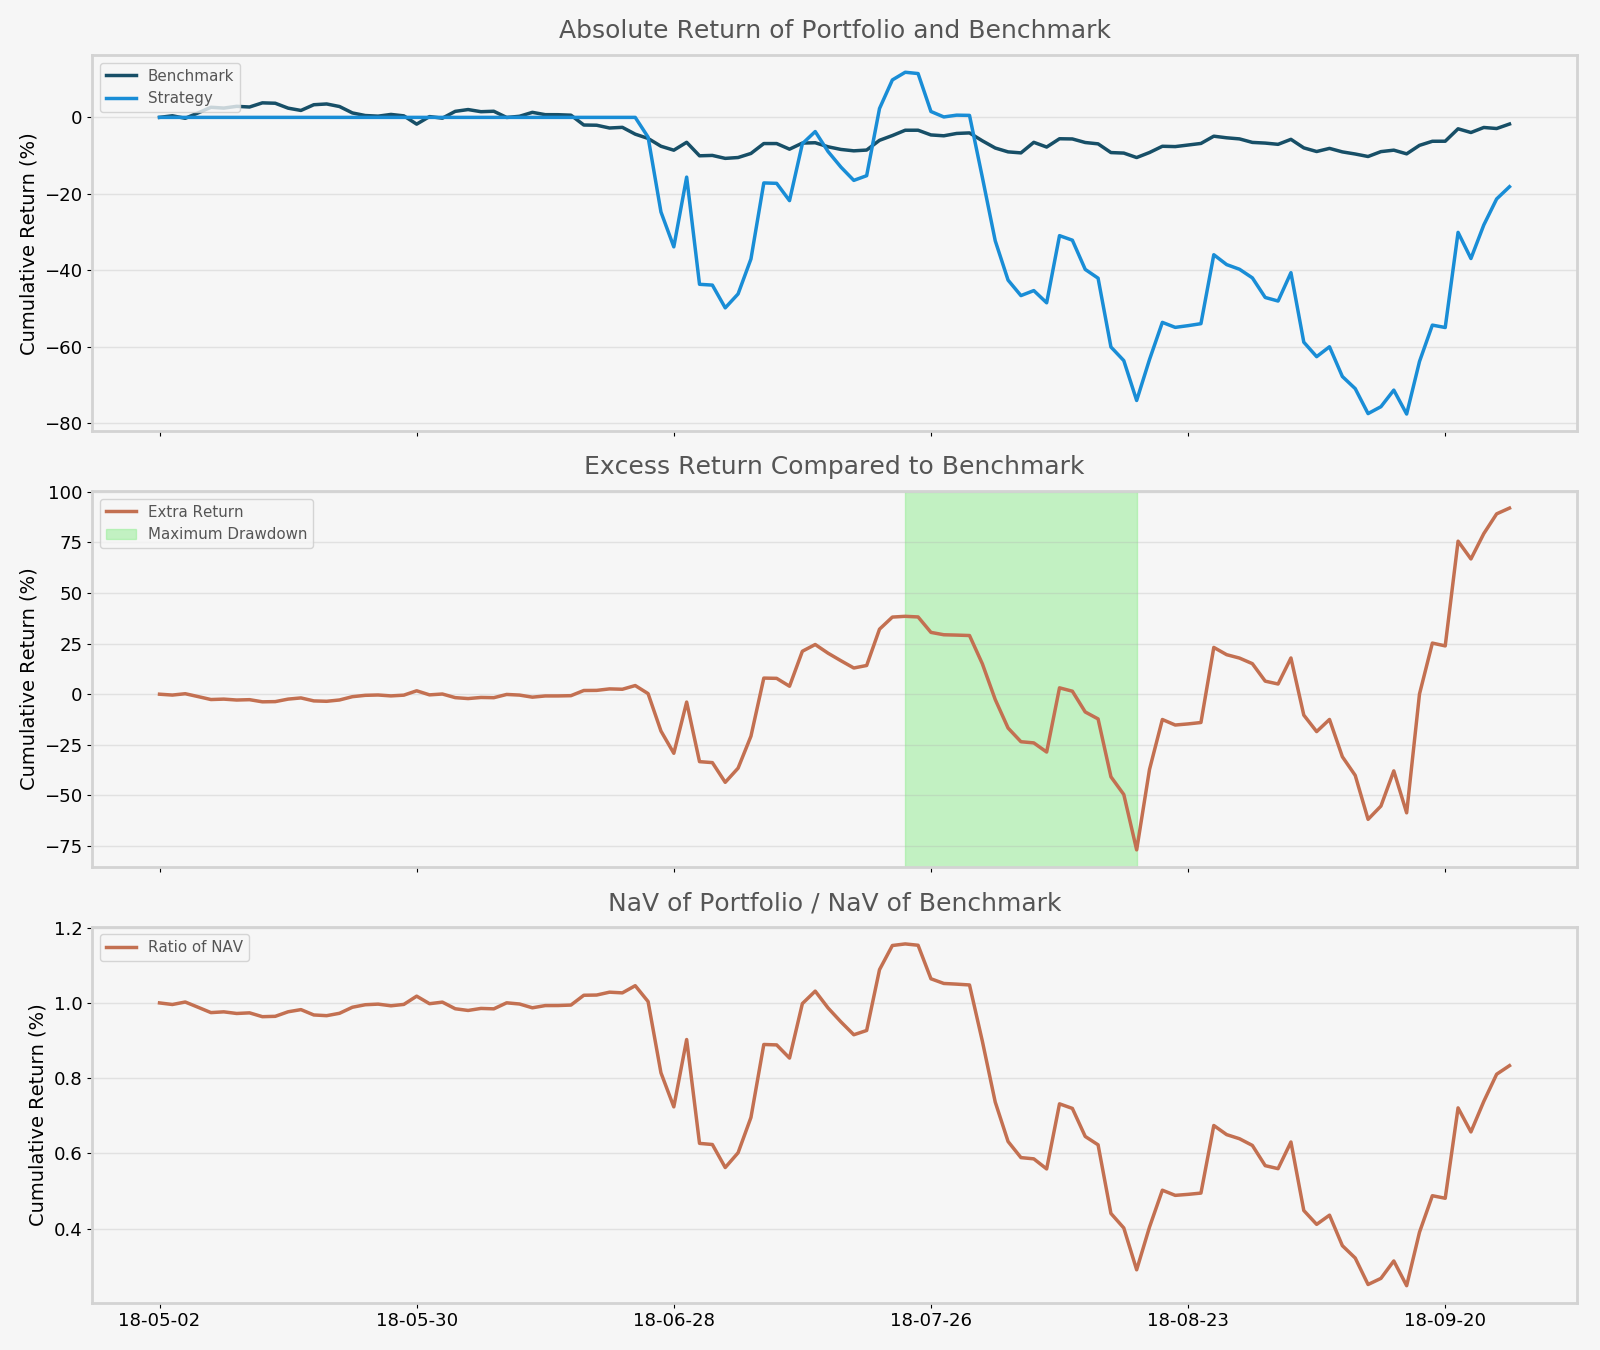 Absolute Return of Portfolio and Benchmark
Benchmark
Strategy
Cumulative Return (%)
0
−20
−40
−60
−80
Excess Return Compared to Benchmark
Extra Return
Maximum Drawdown
Cumulative Return (%)
100
75
50
25
0
−25
−50
−75
NaV of Portfolio / NaV of Benchmark
Ratio of NAV
Cumulative Return (%)
1.2
1.0
0.8
0.6
0.4
18-05-02 18-05-30 18-06-28 18-07-26 18-08-23 18-09-20